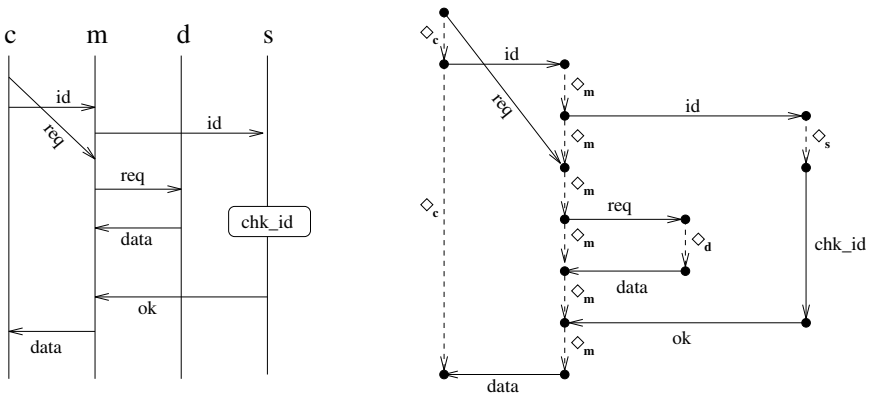 c m d s
id
req
id
req
chk_id
data
ok
data
◇c
id
◇m
req
id
◇m
◇s
◇m
◇c
req
◇m
◇d
chk_id
data
◇m
ok
◇m
data